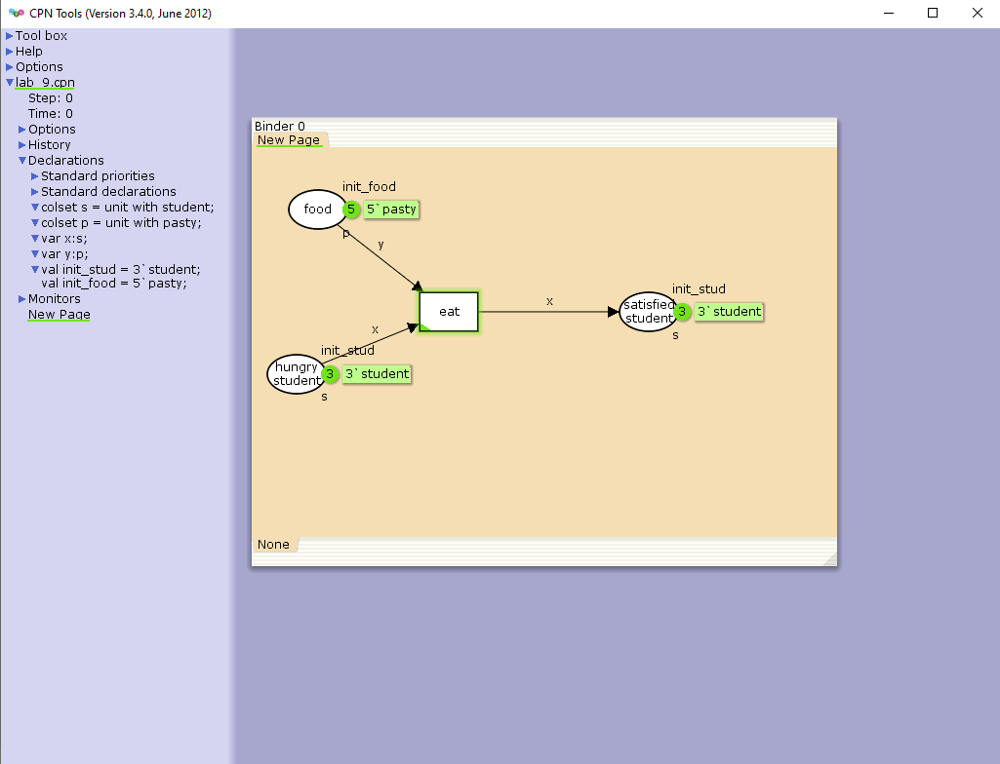 CPN Tools (Version 3.4.0, June 2012)
Tool box
Help
Options
lab_9.cpn
Step: 0
Time: 0
Options
History
Declarations
Standard priorities
Standard declarations
colset s = unit with student;
colset p = unit with pasty;
var x:s;
var y:p;
val init_stud = 3`student;
val init_food = 5`pasty;
Monitors
New Page
Binder 0
New Page
init_food
food
5
5`pasty
p
y
eat
x
init_stud
satisfied
student
3
3`student
s
x
init_stud
hungry
student
3
3`student
s
None